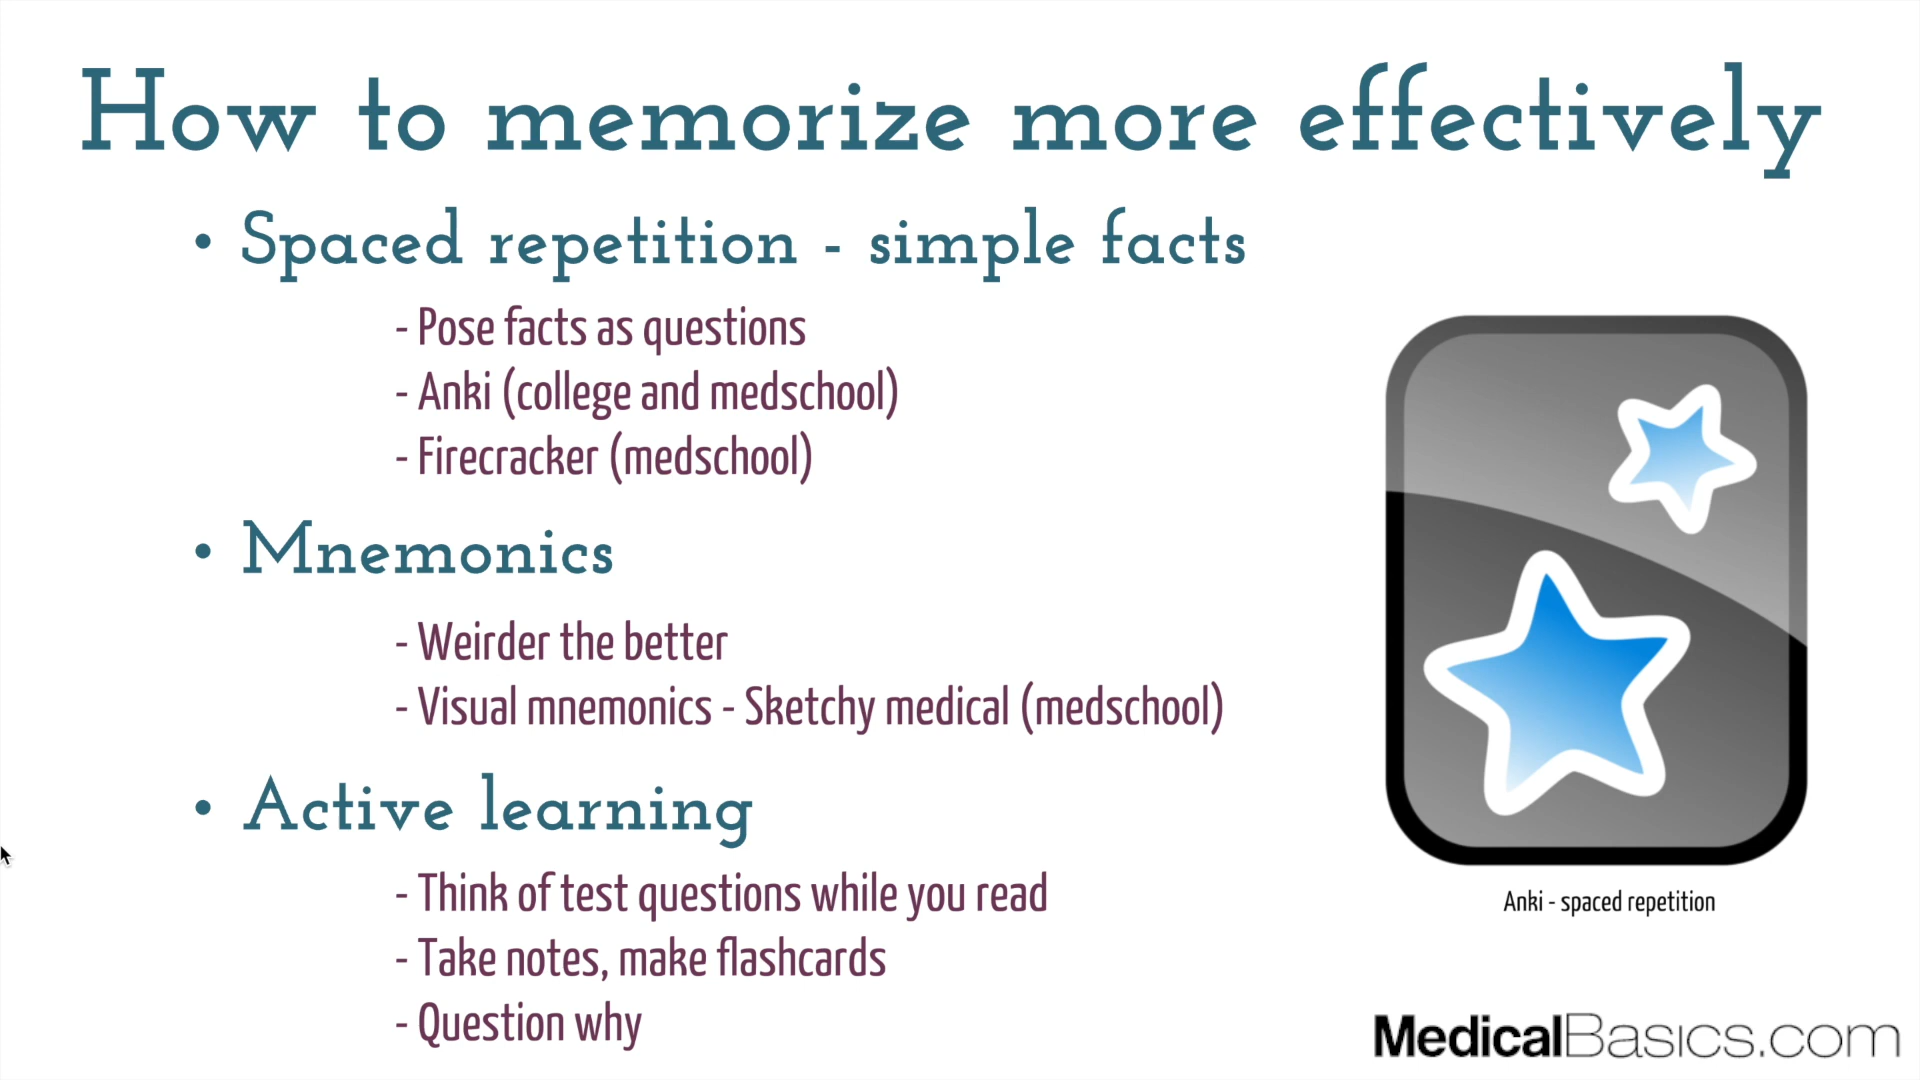 How to memorize more effectively
• Spaced repetition - simple facts
- Pose facts as questions
- Anki (college and medschool)
- Firecracker (medschool)
• Mnemonics
- Weirder the better
- Visual mnemonics - Sketchy medical (medschool)
• Active learning
- Think of test questions while you read
- Take notes, make flashcards
- Question why
Anki - spaced repetition
MedicalBasics.com